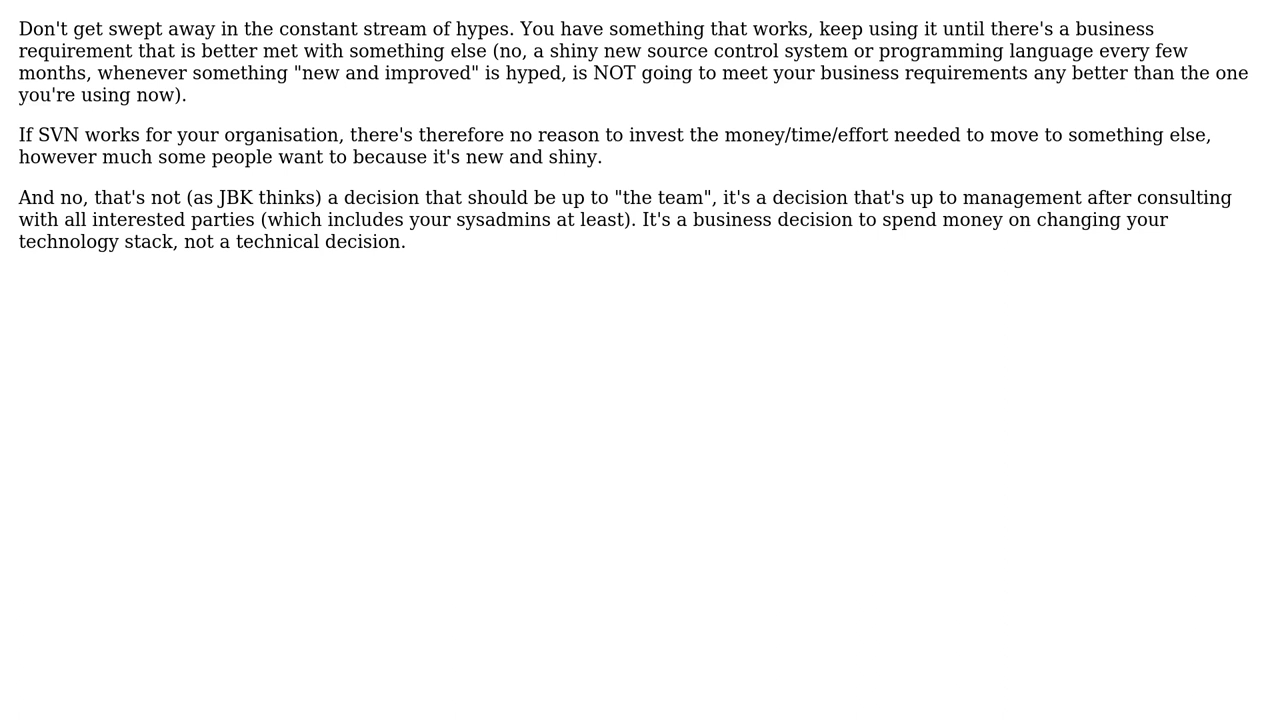 Don't get swept away in the constant stream of hypes. You have something that works, keep using it until there's a business
requirement that is better met with something else (no, a shiny new source control system or programming language every few
months, whenever something "new and improved" is hyped, is NOT going to meet your business requirements any better than the one
you're using now).
If SVN works for your organisation, there's therefore no reason to invest the money/time/effort needed to move to something else,
however much some people want to because it's new and shiny.
And no, that's not (as JBK thinks) a decision that should be up to "the team", it's a decision that's up to management after consulting
with all interested parties (which includes your sysadmins at least). It's a business decision to spend money on changing your
technology stack, not a technical decision.